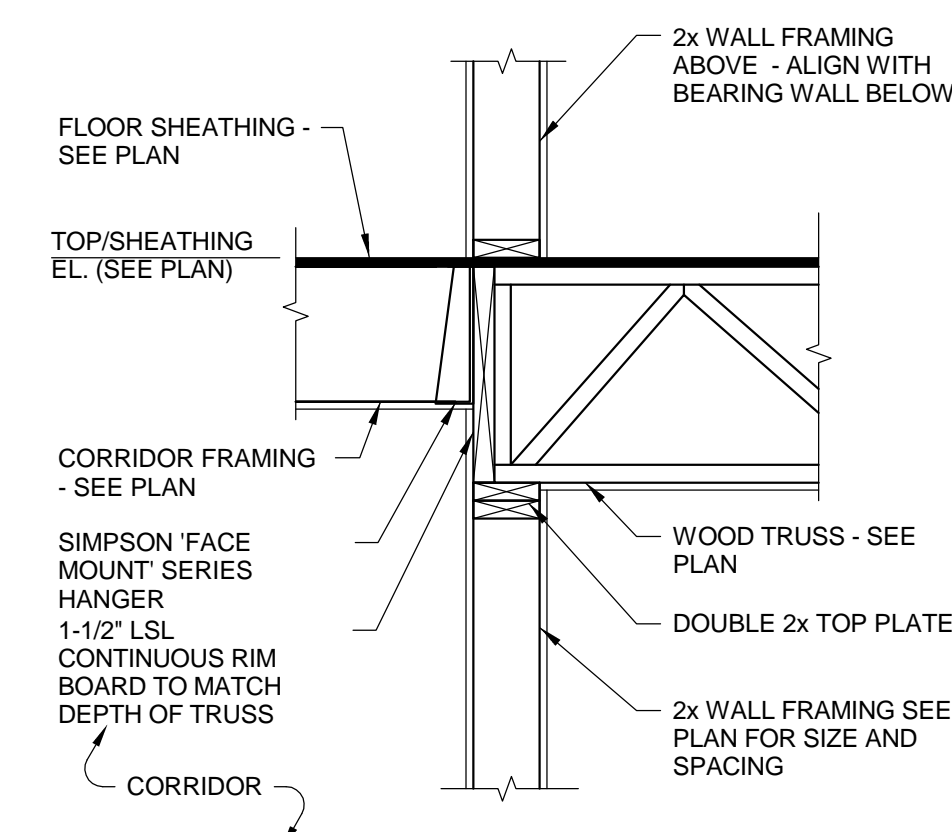 2x WALL FRAMING
ABOVE - ALIGN WITH
BEARING WALL BELOW
FLOOR SHEATHING -
SEE PLAN
TOP/SHEATHING
EL. (SEE PLAN)
CORRIDOR FRAMING
- SEE PLAN
SIMPSON 'FACE
MOUNT' SERIES
HANGER
1-1/2" LSL
CONTINUOUS RIM
BOARD TO MATCH
DEPTH OF TRUSS
CORRIDOR
WOOD TRUSS - SEE
PLAN
DOUBLE 2x TOP PLATE
2x WALL FRAMING SEE
PLAN FOR SIZE AND
SPACING